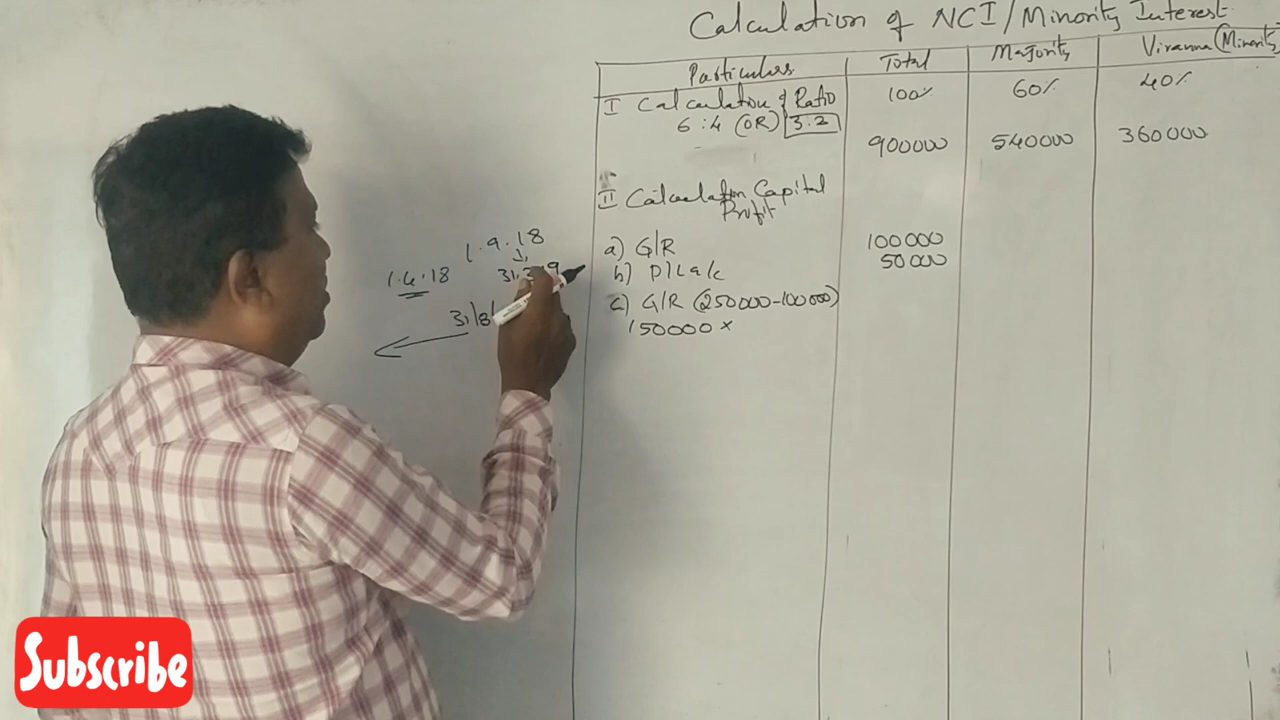 Calculation of NCI/Minority Interest
Particulars Total Majority Viranna (Minority
I Calculation of Ratio 100% 60% 40%
6:4 (OR) 3:2
900000 540000 360000
II Calculation Capital
Profit
a) G/R 100000
b) P/L a/c 50000
c) G/R (250000-100000)
150000 x
1.9.18
1.4.18
31/8/
Subscribe